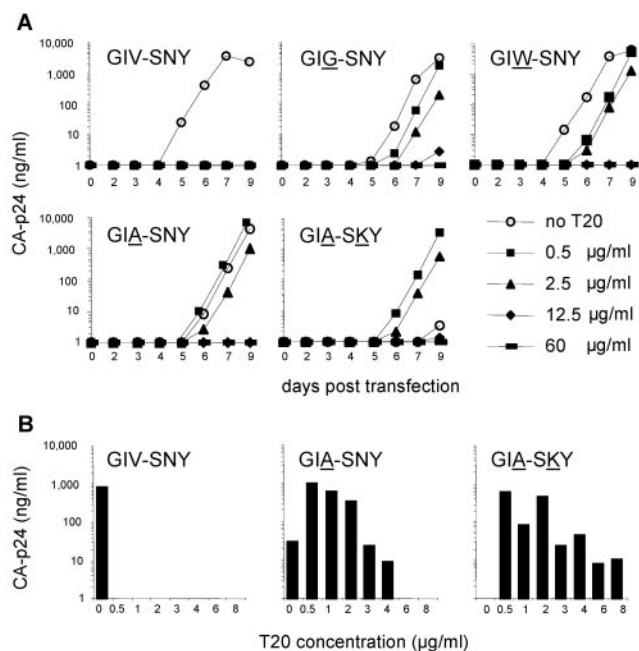 A
CA-p24 (ng/ml)
10,000
1,000
100
10
1
GIV-SNY
0 2 3 4 5 6 7 9
GIG-SNY
0 2 3 4 5 6 7 9
GIW-SNY
0 2 3 4 5 6 7 9
10,000
1,000
100
10
1
GIA-SNY
0 2 3 4 5 6 7 9
GIA-SKY
0 2 3 4 5 6 7 9
no T20
0.5 µg/ml
2.5 µg/ml
12.5 µg/ml
60 µg/ml
days post transfection
B
CA-p24 (ng/ml)
10,000
1,000
100
10
1
GIV-SNY
0 0.5 1 2 3 4 6 8
GIA-SNY
0 0.5 1 2 3 4 6 8
GIA-SKY
0 0.5 1 2 3 4 6 8
T20 concentration (µg/ml)